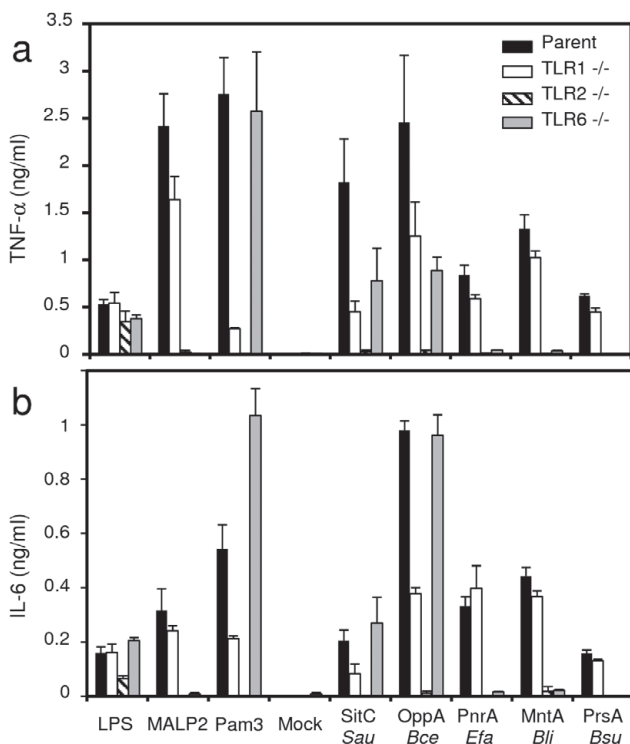 a
3.5
3
2.5
2
1.5
1
0.5
0
TNF-α (ng/ml)
Parent
TLR1 -/-
TLR2 -/-
TLR6 -/-
b
1
0.8
0.6
0.4
0.2
0
IL-6 (ng/ml)
LPS MALP2 Pam3 Mock SitC OppA PnrA MntA PrsA
Sau Bce Efa Bli Bsu